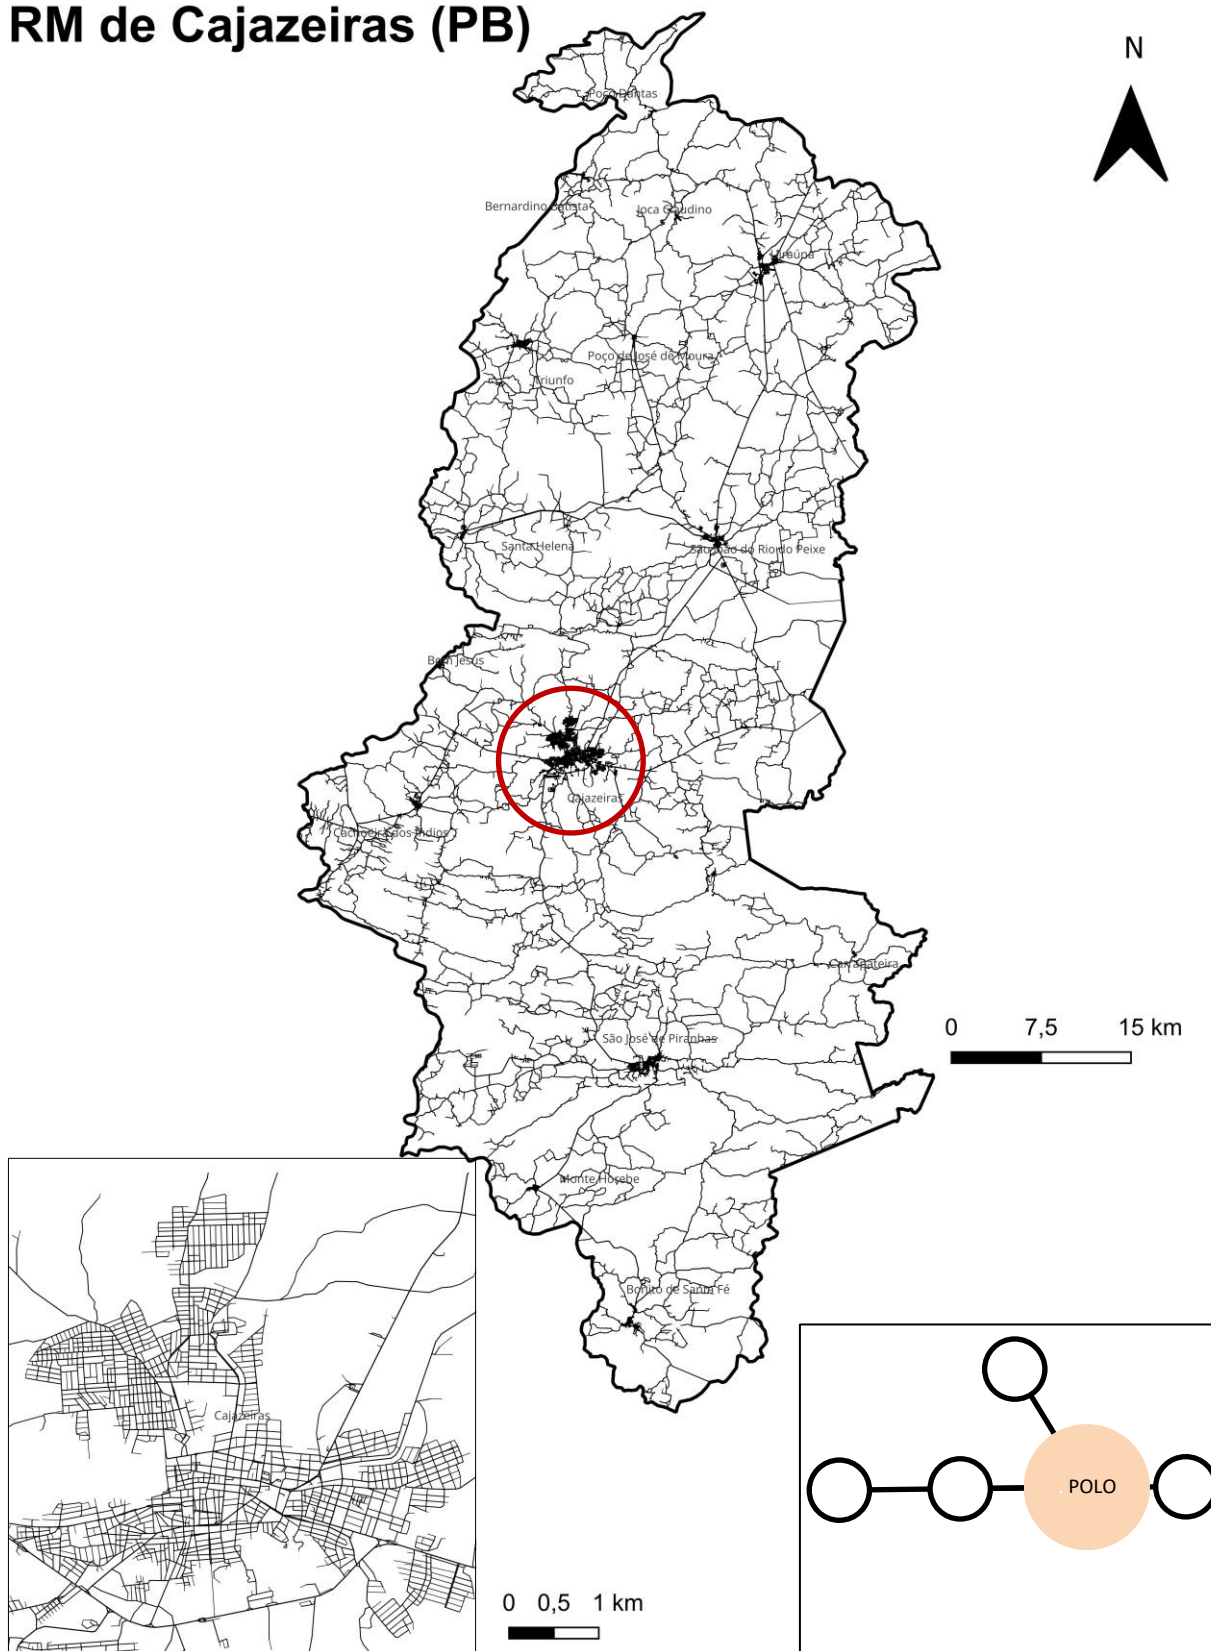 RM de Cajazeiras (PB)
N
Poço Dantas
Bernardino Batista
Joca Claudino
Uiraúna
Poço de José de Moura
Triunfo
Santa Helena
São João do Rio do Peixe
Bom Jesus
Cajazeiras
Cachoeira dos Índios
Carrapateira
0 7,5 15 km
São José de Piranhas
Monte Horebe
Bonito de Santa Fé
Cajazeiras
POLO
0 0,5 1 km